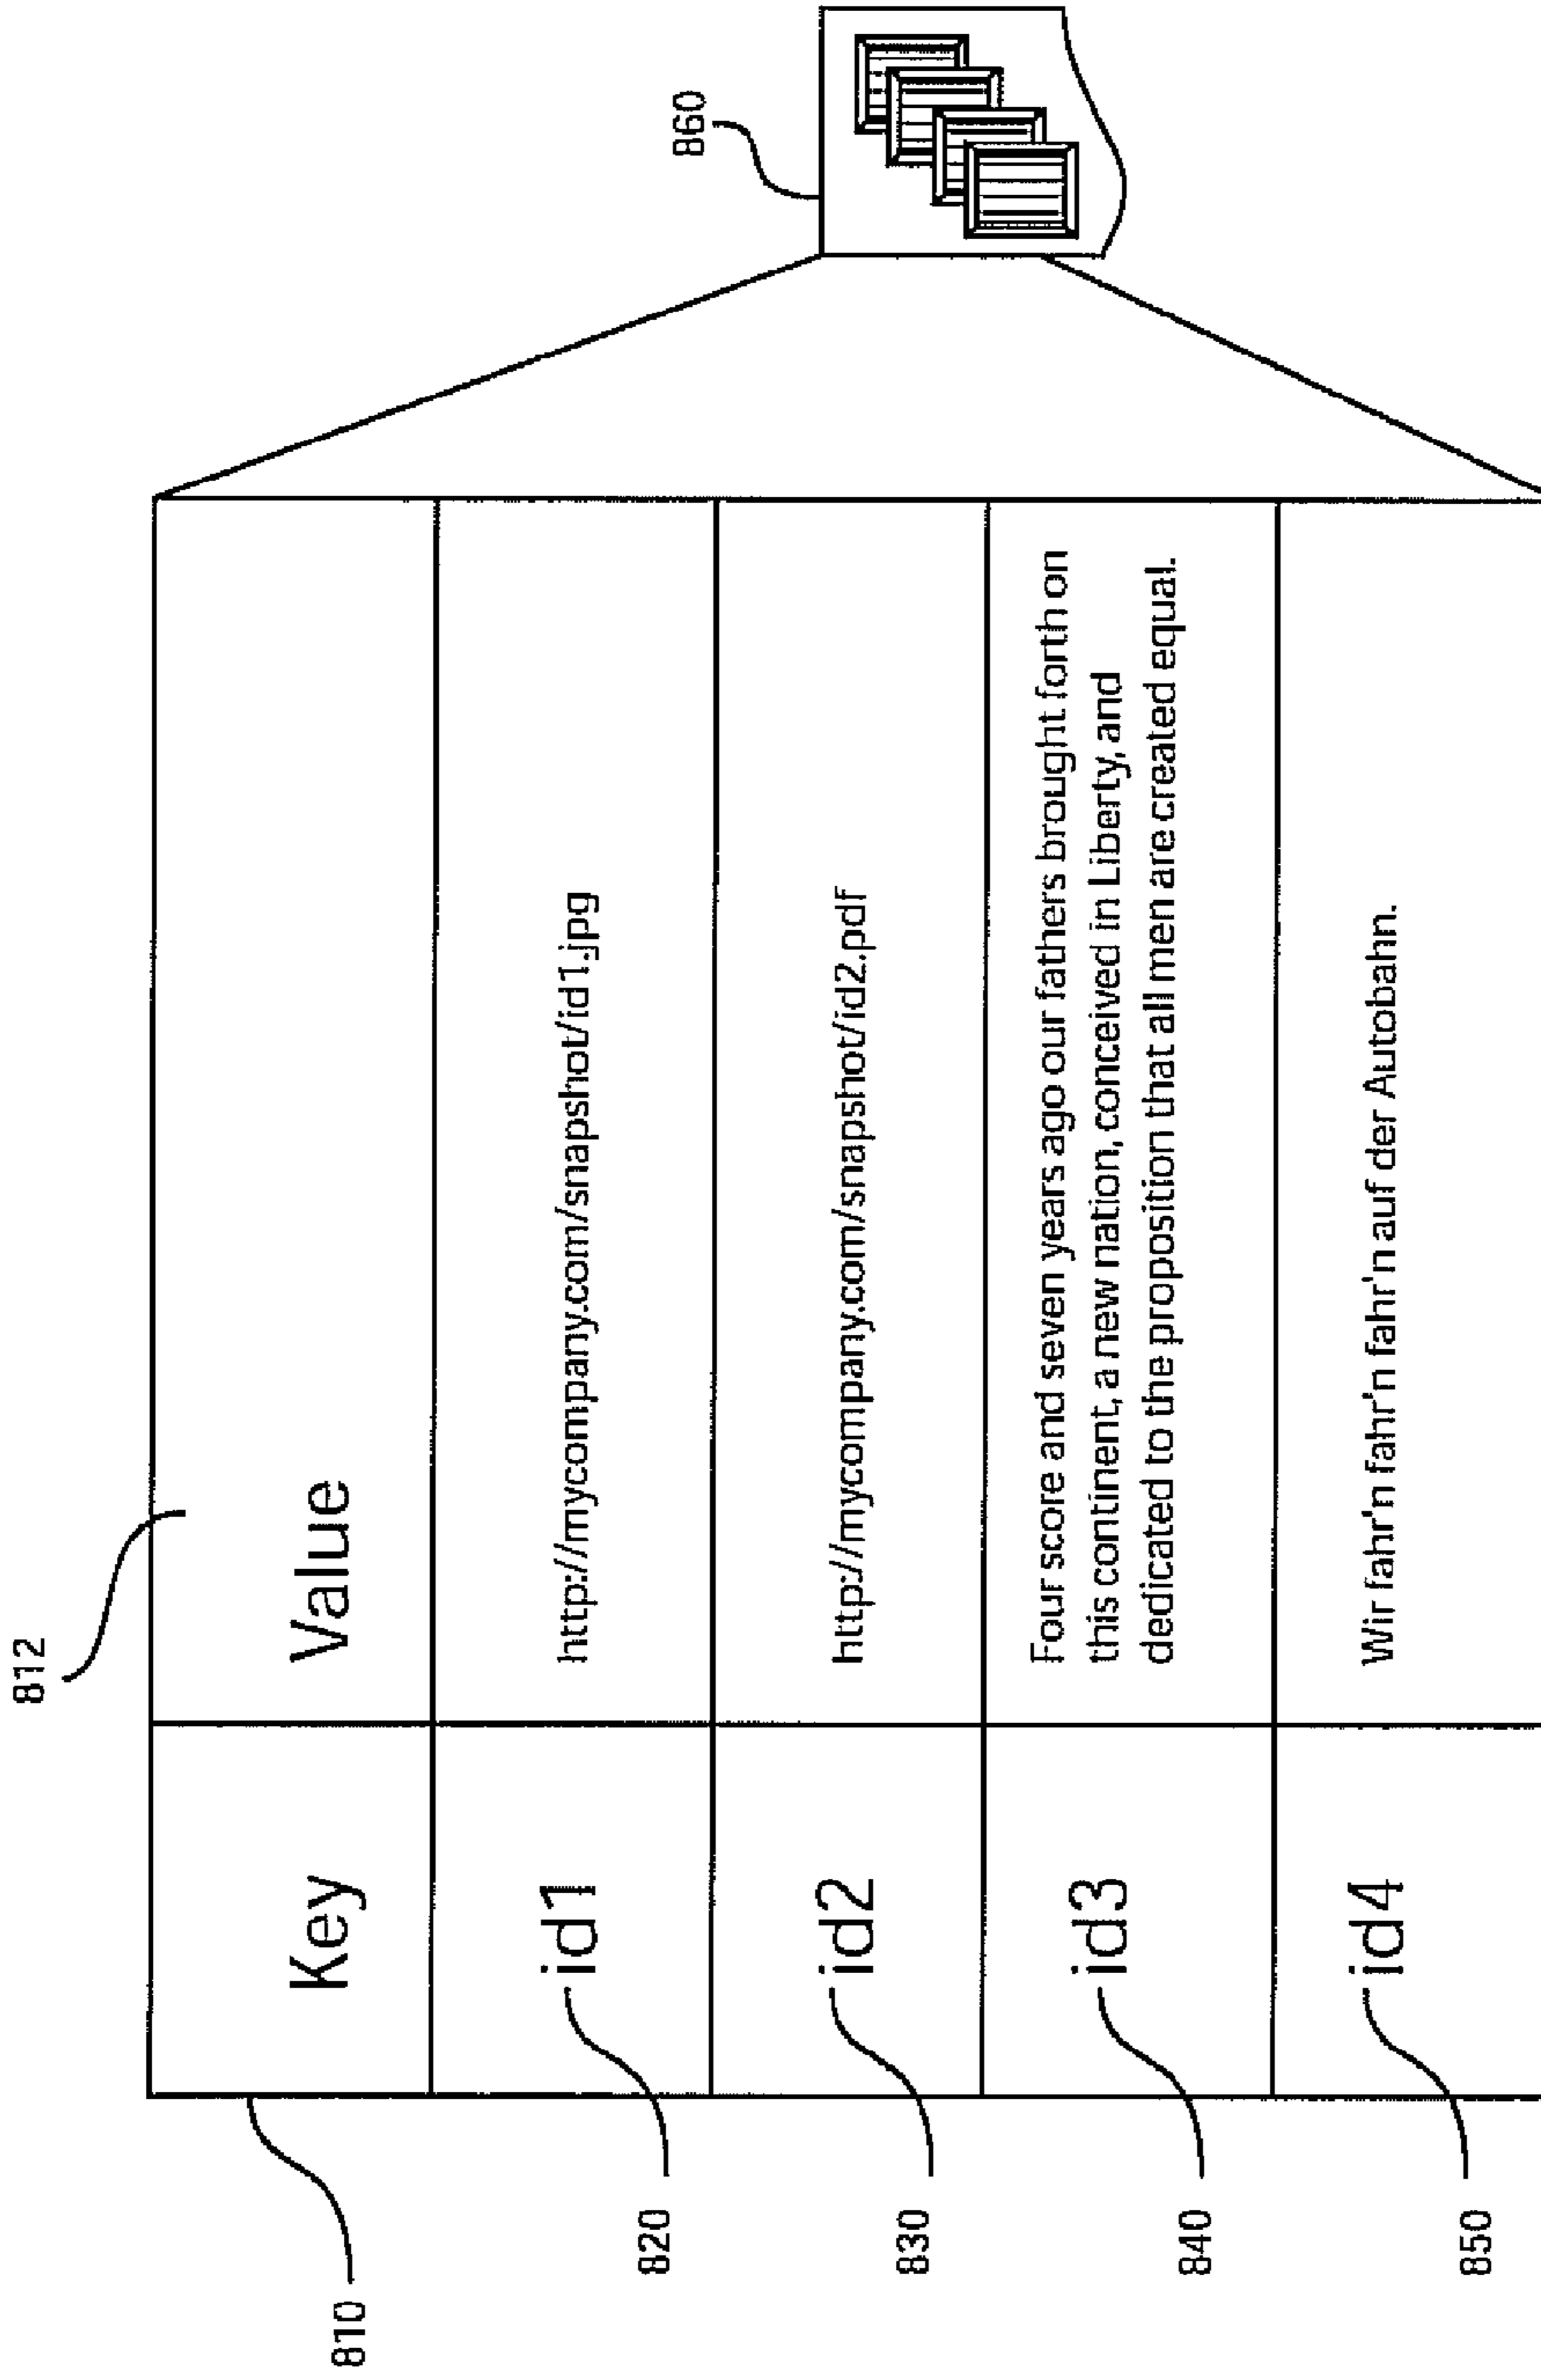 812
810
Key
Value
860
820
id1
http://mycompany.com/snapshot/id1.jpg
830
id2
http://mycompany.com/snapshot/id2.pdf
840
id3
Four score and seven years ago our fathers brought forth on
this continent, a new nation, conceived in Liberty, and
dedicated to the proposition that all men are created equal.
850
id4
Wir fahr'n fahr'n fahr'n auf der Autobahn.